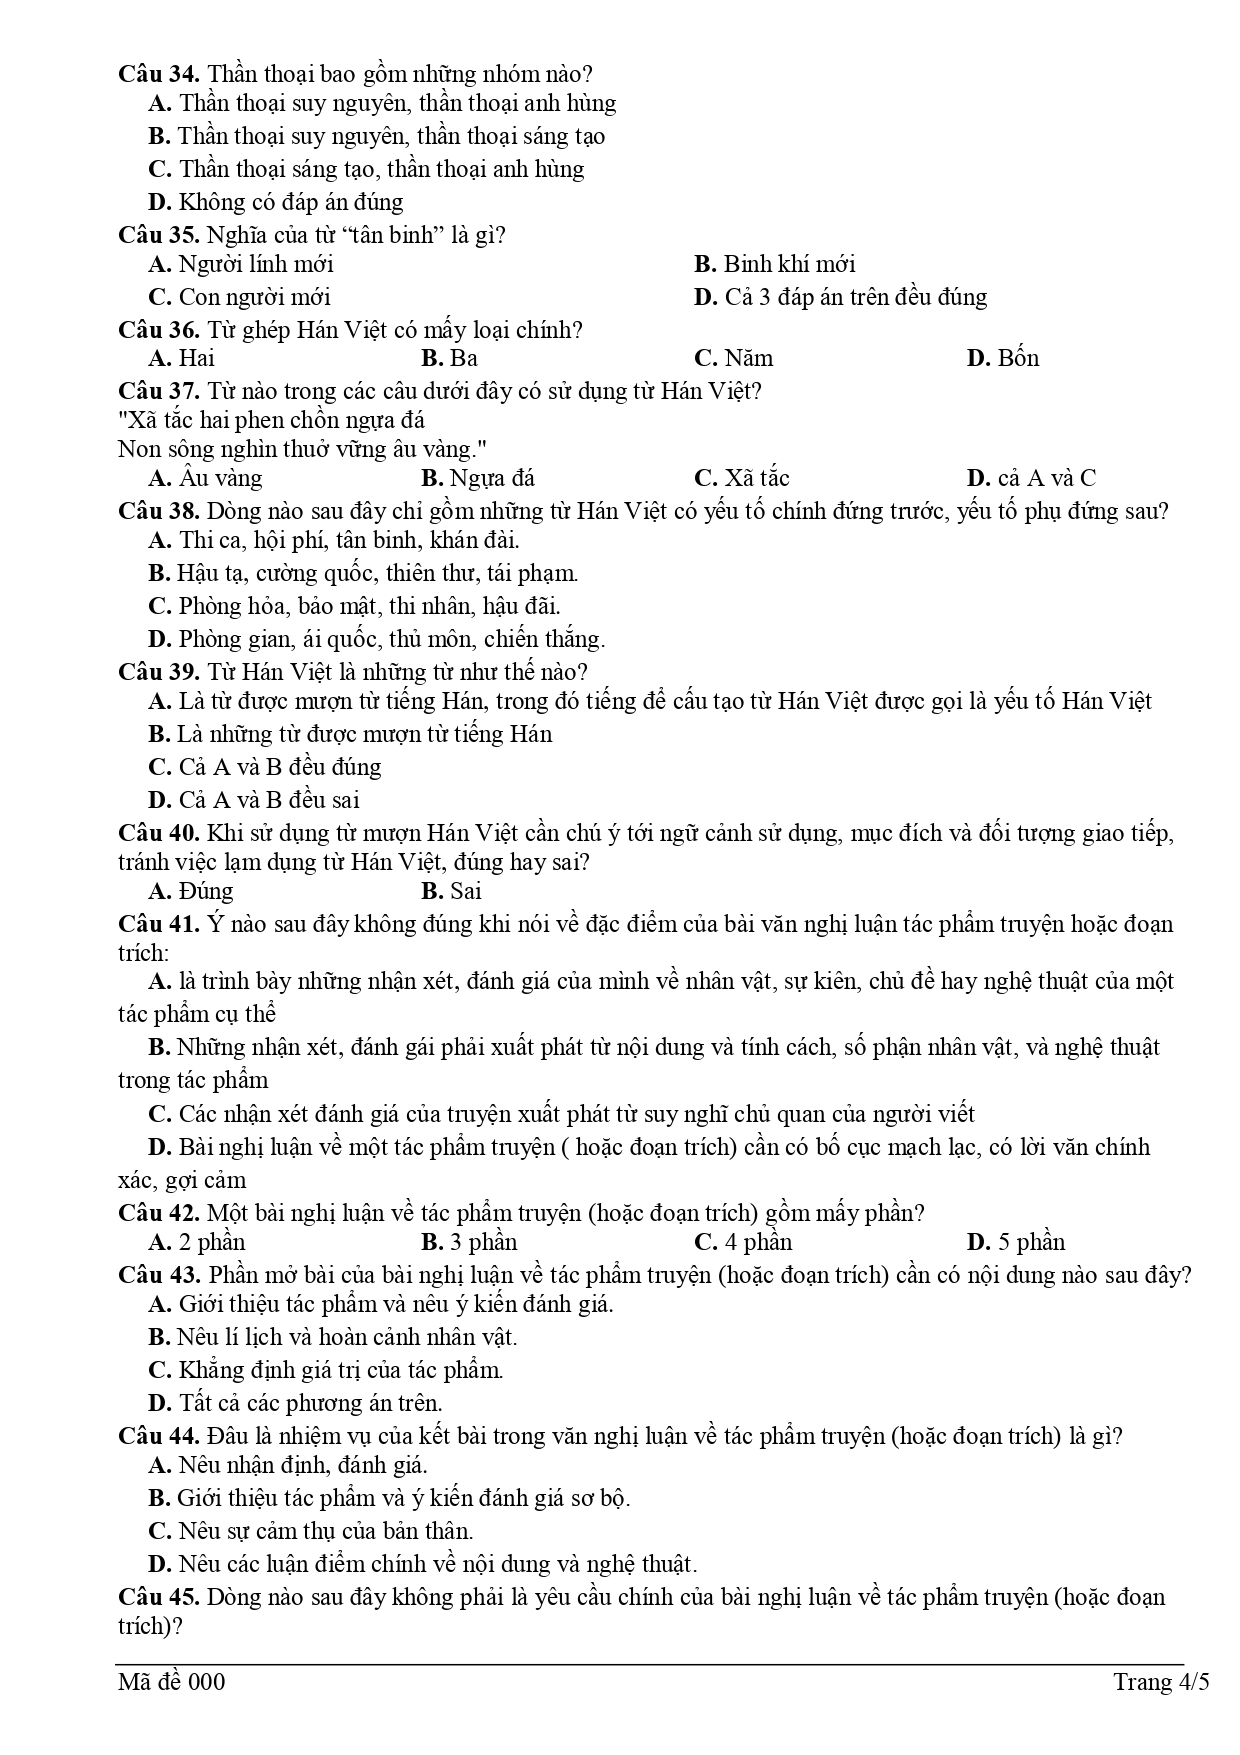 Câu 34. Thần thoại bao gồm những nhóm nào?
A. Thần thoại suy nguyên, thần thoại anh hùng
B. Thần thoại suy nguyên, thần thoại sáng tạo
C. Thần thoại sáng tạo, thần thoại anh hùng
D. Không có đáp án đúng
Câu 35. Nghĩa của từ “tân binh” là gì?
A. Người lính mới B. Binh khí mới
C. Con người mới D. Cả 3 đáp án trên đều đúng
Câu 36. Từ ghép Hán Việt có mấy loại chính?
A. Hai B. Ba C. Năm D. Bốn
Câu 37. Từ nào trong các câu dưới đây có sử dụng từ Hán Việt?
"Xã tắc hai phen chồn ngựa đá
Non sông nghìn thuở vững âu vàng."
A. Âu vàng B. Ngựa đá C. Xã tắc D. cả A và C
Câu 38. Dòng nào sau đây chỉ gồm những từ Hán Việt có yếu tố chính đứng trước, yếu tố phụ đứng sau?
A. Thi ca, hội phí, tân binh, khán đài.
B. Hậu tạ, cường quốc, thiên thư, tái phạm.
C. Phòng hỏa, bảo mật, thi nhân, hậu đãi.
D. Phòng gian, ái quốc, thủ môn, chiến thắng.
Câu 39. Từ Hán Việt là những từ như thế nào?
A. Là từ được mượn từ tiếng Hán, trong đó tiếng để cấu tạo từ Hán Việt được gọi là yếu tố Hán Việt
B. Là những từ được mượn từ tiếng Hán
C. Cả A và B đều đúng
D. Cả A và B đều sai
Câu 40. Khi sử dụng từ mượn Hán Việt cần chú ý tới ngữ cảnh sử dụng, mục đích và đối tượng giao tiếp,
tránh việc lạm dụng từ Hán Việt, đúng hay sai?
A. Đúng B. Sai
Câu 41. Ý nào sau đây không đúng khi nói về đặc điểm của bài văn nghị luận tác phẩm truyện hoặc đoạn
trích:
A. là trình bày những nhận xét, đánh giá của mình về nhân vật, sự kiên, chủ đề hay nghệ thuật của một
tác phẩm cụ thể
B. Những nhận xét, đánh gái phải xuất phát từ nội dung và tính cách, số phận nhân vật, và nghệ thuật
trong tác phẩm
C. Các nhận xét đánh giá của truyện xuất phát từ suy nghĩ chủ quan của người viết
D. Bài nghị luận về một tác phẩm truyện ( hoặc đoạn trích) cần có bố cục mạch lạc, có lời văn chính
xác, gợi cảm
Câu 42. Một bài nghị luận về tác phẩm truyện (hoặc đoạn trích) gồm mấy phần?
A. 2 phần B. 3 phần C. 4 phần D. 5 phần
Câu 43. Phần mở bài của bài nghị luận về tác phẩm truyện (hoặc đoạn trích) cần có nội dung nào sau đây?
A. Giới thiệu tác phẩm và nêu ý kiến đánh giá.
B. Nêu lí lịch và hoàn cảnh nhân vật.
C. Khẳng định giá trị của tác phẩm.
D. Tất cả các phương án trên.
Câu 44. Đâu là nhiệm vụ của kết bài trong văn nghị luận về tác phẩm truyện (hoặc đoạn trích) là gì?
A. Nêu nhận định, đánh giá.
B. Giới thiệu tác phẩm và ý kiến đánh giá sơ bộ.
C. Nêu sự cảm thụ của bản thân.
D. Nêu các luận điểm chính về nội dung và nghệ thuật.
Câu 45. Dòng nào sau đây không phải là yêu cầu chính của bài nghị luận về tác phẩm truyện (hoặc đoạn
trích)?
Mã đề 000 Trang 4/5